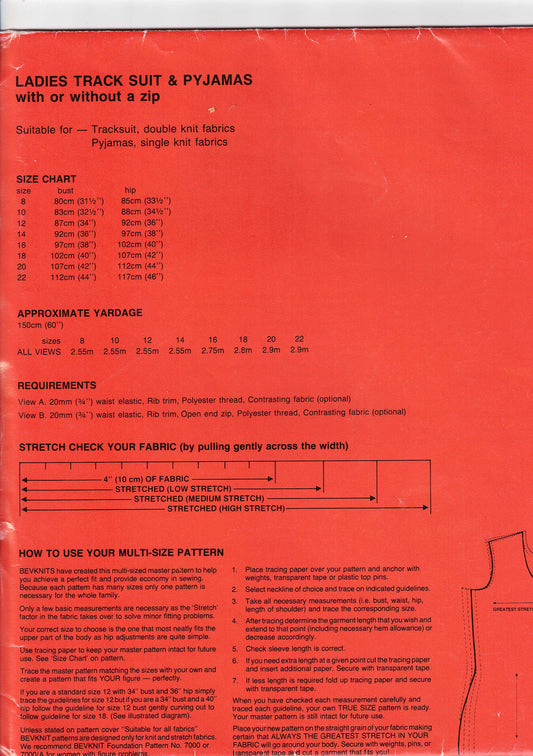 LADIES TRACK SUIT & PYJAMAS
with or without a zip
Suitable for — Tracksuit, double knit fabrics
Pyjamas, single knit fabrics
SIZE CHART
size bust hip
8 80cm (31½'') 85cm (33½'')
10 83cm (32½'') 88cm (34½'')
12 87cm (34'') 92cm (36'')
14 92cm (36'') 97cm (38'')
16 97cm (38'') 102cm (40'')
18 102cm (40'') 107cm (42'')
20 107cm (42'') 112cm (44'')
22 112cm (44'') 117cm (46'')
APPROXIMATE YARDAGE
150cm (60'')
sizes 8 10 12 14 16 18 20 22
ALL VIEWS 2.55m 2.55m 2.55m 2.55m 2.75m 2.8m 2.9m 2.9m
REQUIREMENTS
View A. 20mm (¾'') waist elastic, Rib trim, Polyester thread, Contrasting fabric (optional)
View B. 20mm (¾'') waist elastic, Rib trim, Open end zip, Polyester thread, Contrasting fabric (optional)
STRETCH CHECK YOUR FABRIC (by pulling gently across the width)
4'' (10 cm) OF FABRIC
STRETCHED (LOW STRETCH)
STRETCHED (MEDIUM STRETCH)
STRETCHED (HIGH STRETCH)
HOW TO USE YOUR MULTI-SIZE PATTERN
BEVKNITS have created this multi-sized master pattern to help
you achieve a perfect fit and provide economy in sewing.
Because each pattern has many sizes only one pattern is
necessary for the whole family.
Only a few basic measurements are necessary as the 'Stretch'
factor in the fabric takes over to solve minor fitting problems.
Your correct size to choose is the one that most neatly fits the
upper part of the body as hip adjustments are quite simple.
Use tracing paper to keep your master pattern intact for future
use. See 'Size Chart' on pattern.
Trace the master pattern matching the sizes with your own and
create a pattern that fits YOUR figure — perfectly.
If you are a standard size 12 with 34'' bust and 36'' hip simply
trace the guidelines for size 12 but if you are a 34'' bust and a 40''
hip follow the guideline for size 12 bust gently curving out to
follow guideline for size 18. (See illustrated diagram).
Unless stated on pattern cover "Suitable for all fabrics"
BEVKNIT patterns are designed only for knit and stretch fabrics.
We recommend BEVKNIT Foundation Pattern No. 7000 or
7000/A for women with figure problems.
1. Place tracing paper over your pattern and anchor with
weights, transparent tape or plastic top pins.
2. Select neckline of choice and trace on indicated guidelines.
3. Take all necessary measurements (i.e. bust, waist, hip,
length of shoulder) and trace the corresponding size.
4. After tracing determine the garment length that you wish and
extend to that point (including necessary hem allowance) or
decrease accordingly.
5. Check sleeve length is correct.
6. If you need extra length at a given point cut the tracing paper
and insert additional paper. Secure with transparent tape.
7. If less length is required fold up tracing paper and secure
with transparent tape.
When you have checked your measurement carefully and
traced each guideline, your own TRUE SIZE pattern is ready.
Your master pattern is still intact for future use.
Place your new pattern on the straight grain of your fabric making
certain that ALWAYS THE GREATEST STRETCH IN YOUR
FABRIC will go around your body. Secure with weights, pins, or
transparent tape and cut a garment that fits you!
GREATEST